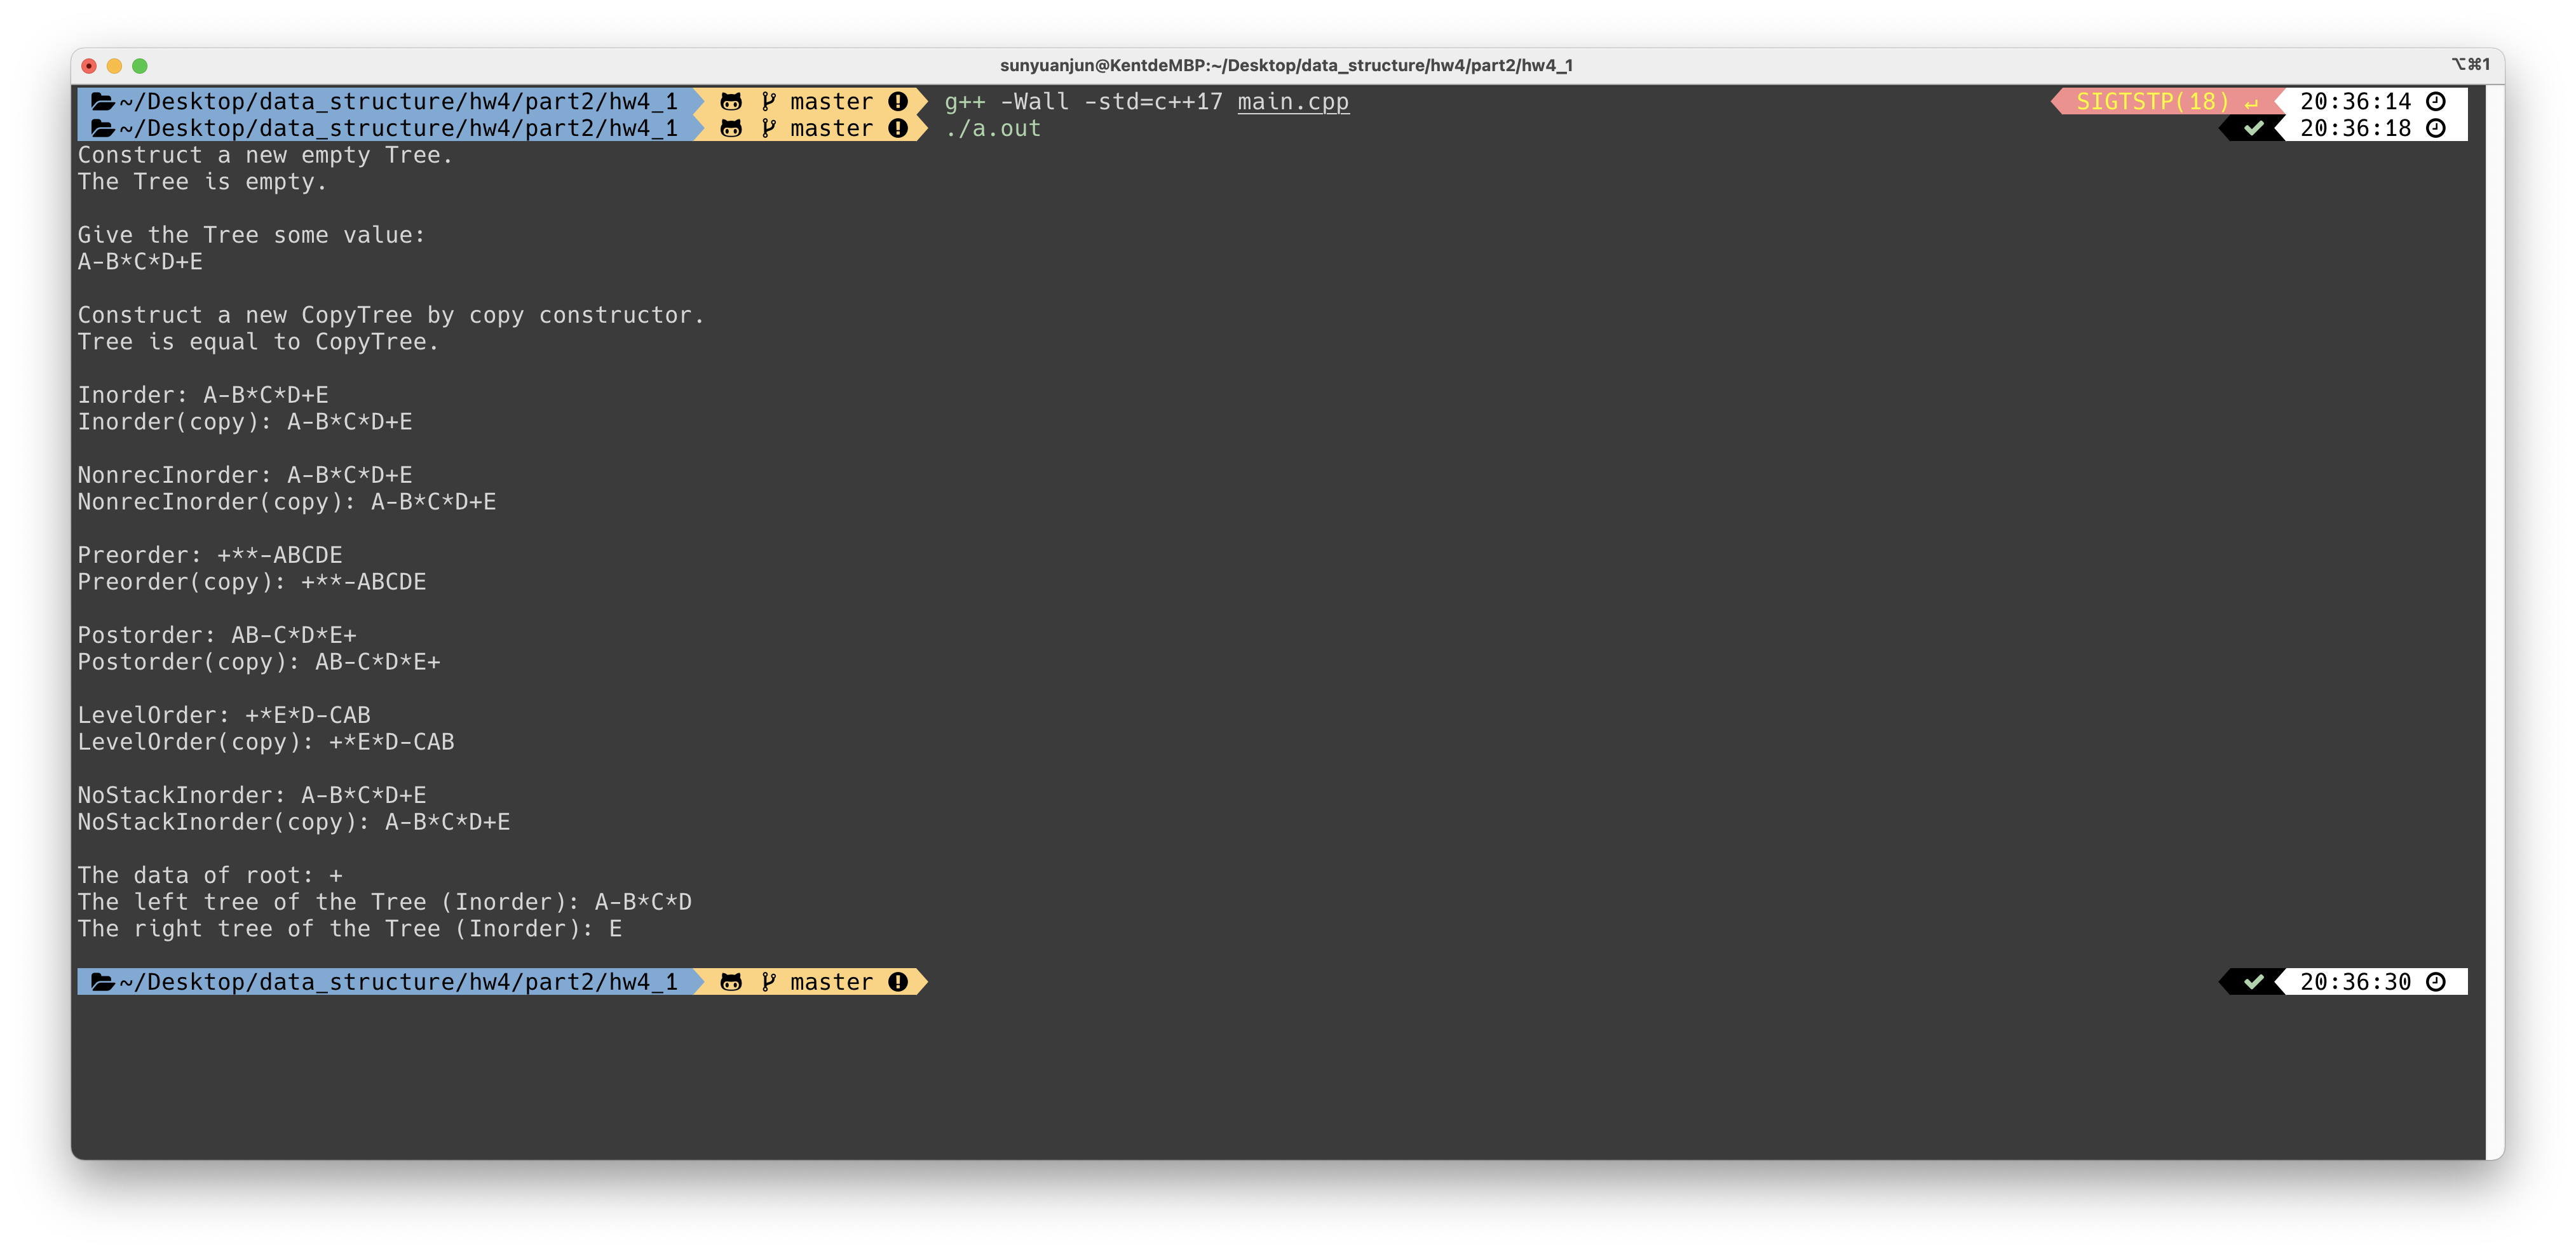 sunyuanjun@KentdeMBP:~/Desktop/data_structure/hw4/part2/hw4_1 ⌥⌘1
~/Desktop/data_structure/hw4/part2/hw4_1 master g++ -Wall -std=c++17 main.cpp SIGTSTP(18) ↵ 20:36:14
~/Desktop/data_structure/hw4/part2/hw4_1 master ./a.out ✔ 20:36:18
Construct a new empty Tree.
The Tree is empty.
Give the Tree some value:
A-B*C*D+E
Construct a new CopyTree by copy constructor.
Tree is equal to CopyTree.
Inorder: A-B*C*D+E
Inorder(copy): A-B*C*D+E
NonrecInorder: A-B*C*D+E
NonrecInorder(copy): A-B*C*D+E
Preorder: +**-ABCDE
Preorder(copy): +**-ABCDE
Postorder: AB-C*D*E+
Postorder(copy): AB-C*D*E+
LevelOrder: +*E*D-CAB
LevelOrder(copy): +*E*D-CAB
NoStackInorder: A-B*C*D+E
NoStackInorder(copy): A-B*C*D+E
The data of root: +
The left tree of the Tree (Inorder): A-B*C*D
The right tree of the Tree (Inorder): E
~/Desktop/data_structure/hw4/part2/hw4_1 master ✔ 20:36:30